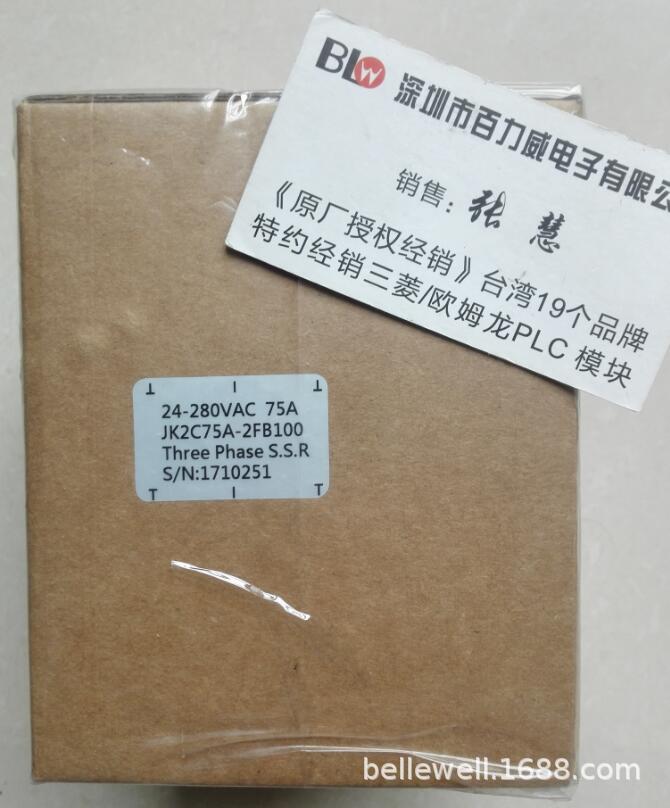 BLW 深圳市百力威电子有限公
销售：张 慧
《原厂授权经销》台湾19个品牌
特约经销三菱/欧姆龙PLC 模块
24-280VAC 75A
JK2C75A-2FB100
Three Phase S.S.R
S/N:1710251
bellewell.1688.com